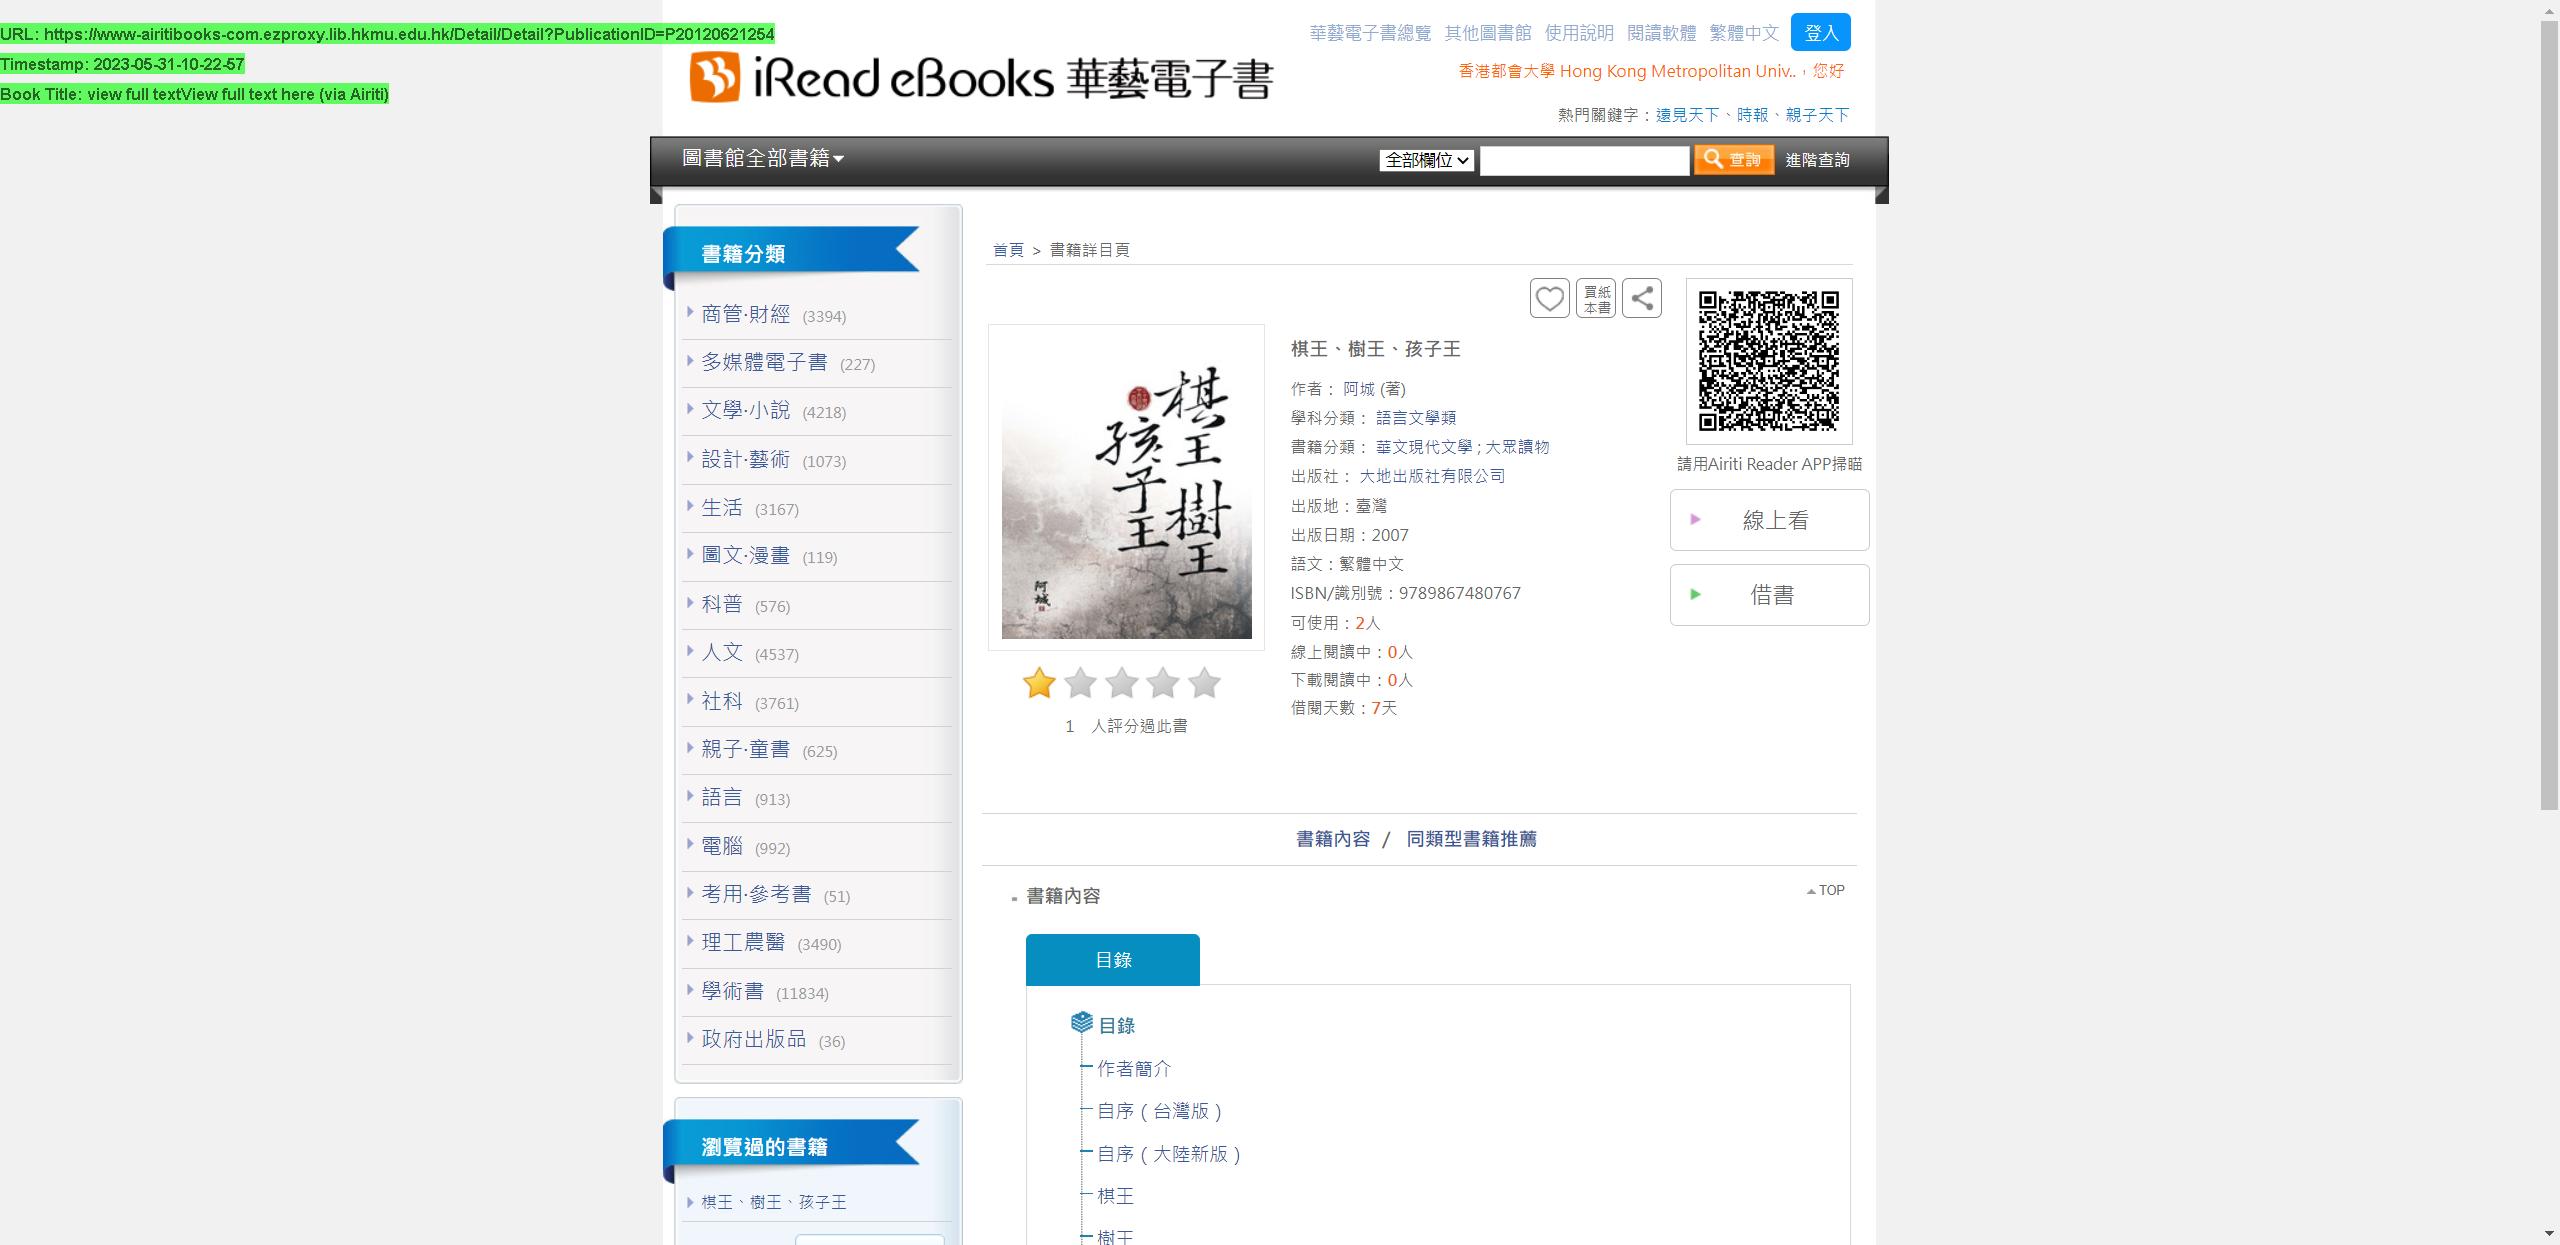 URL: https://www-airitibooks-com.ezproxy.lib.hkmu.edu.hk/Detail/Detail?PublicationID=P20120621254
Timestamp: 2023-05-31-10-22-57
Book Title: view full textView full text here (via Airiti)
華藝電子書總覽 其他圖書館 使用說明 閱讀軟體 繁體中文 登入
香港都會大學 Hong Kong Metropolitan Univ..，您好
iRead eBooks 華藝電子書
熱門關鍵字：遠見天下、時報、親子天下
圖書館全部書籍
全部欄位 查詢 進階查詢
書籍分類
商管‧財經 (3394)
多媒體電子書 (227)
文學‧小說 (4218)
設計‧藝術 (1073)
生活 (3167)
圖文‧漫畫 (119)
科普 (576)
人文 (4537)
社科 (3761)
親子‧童書 (625)
語言 (913)
電腦 (992)
考用‧參考書 (51)
理工農醫 (3490)
學術書 (11834)
政府出版品 (36)
瀏覽過的書籍
棋王、樹王、孩子王
首頁 > 書籍詳目頁
買紙
本書
棋王
樹王
孩子王
阿城
1 人評分過此書
棋王、樹王、孩子王
作者： 阿城 (著)
學科分類： 語言文學類
書籍分類： 華文現代文學 ; 大眾讀物
出版社： 大地出版社有限公司
出版地：臺灣
出版日期：2007
語文：繁體中文
ISBN/識別號：9789867480767
可使用：2人
線上閱讀中：0人
下載閱讀中：0人
借閱天數：7天
請用Airiti Reader APP掃瞄
線上看
借書
書籍內容 / 同類型書籍推薦
書籍內容
TOP
目錄
目錄
作者簡介
自序（台灣版）
自序（大陸新版）
棋王
樹王